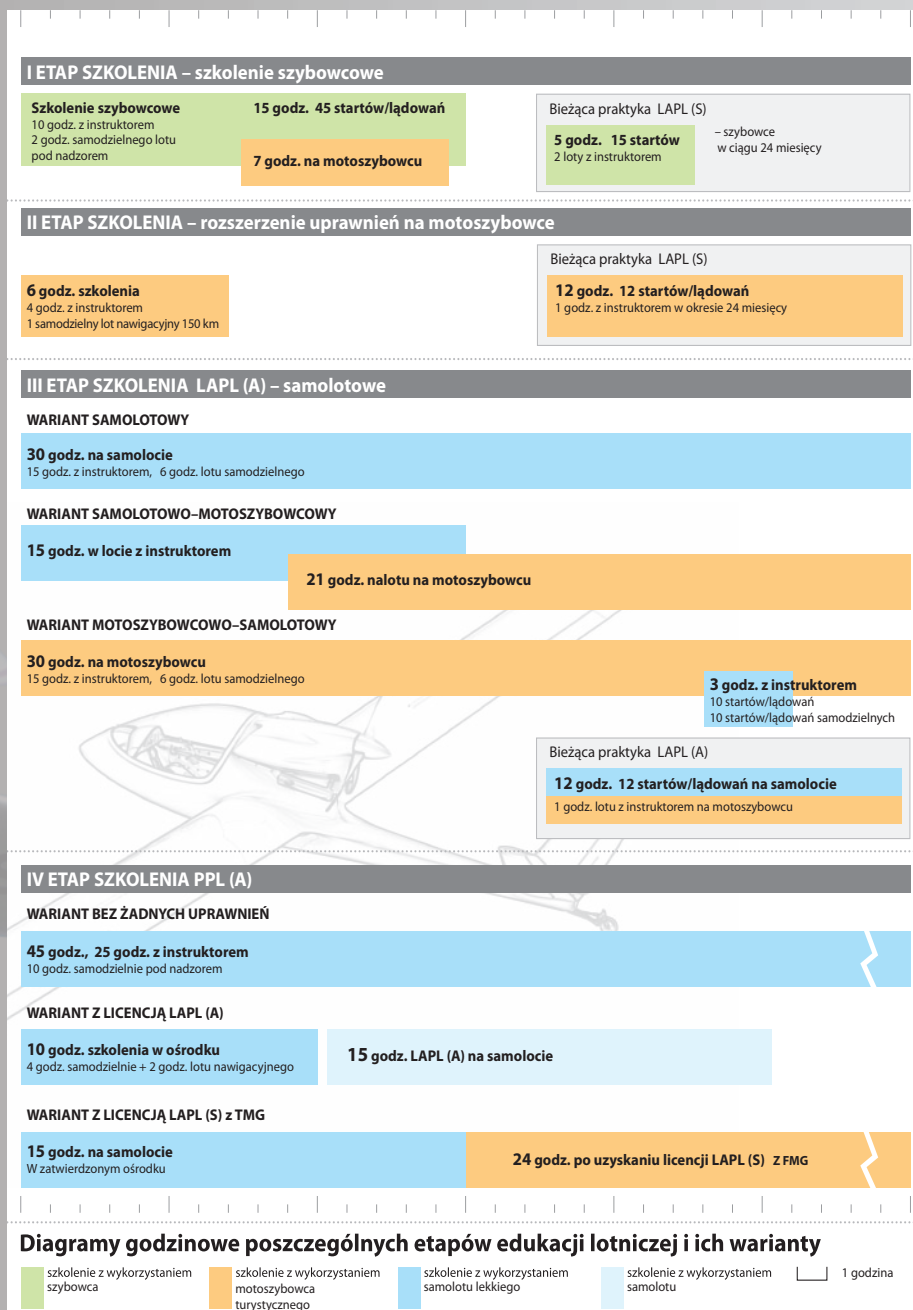 I ETAP SZKOLENIA – szkolenie szybowcowe
Szkolenie szybowcowe
10 godz. z instruktorem
2 godz. samodzielnego lotu
pod nadzorem
15 godz. 45 startów/lądowań
7 godz. na motoszybowcu
Bieżąca praktyka LAPL (S)
5 godz. 15 startów
2 loty z instruktorem
– szybowce
w ciągu 24 miesięcy
II ETAP SZKOLENIA – rozszerzenie uprawnień na motoszybowce
6 godz. szkolenia
4 godz. z instruktorem
1 samodzielny lot nawigacyjny 150 km
Bieżąca praktyka LAPL (S)
12 godz. 12 startów/lądowań
1 godz. z instruktorem w okresie 24 miesięcy
III ETAP SZKOLENIA LAPL (A) – samolotowe
WARIANT SAMOLOTOWY
30 godz. na samolocie
15 godz. z instruktorem, 6 godz. lotu samodzielnego
WARIANT SAMOLOTOWO–MOTOSZYBOWCOWY
15 godz. w locie z instruktorem
21 godz. nalotu na motoszybowcu
WARIANT MOTOSZYBOWCOWO–SAMOLOTOWY
30 godz. na motoszybowcu
15 godz. z instruktorem, 6 godz. lotu samodzielnego
3 godz. z instruktorem
10 startów/lądowań
10 startów/lądowań samodzielnych
Bieżąca praktyka LAPL (A)
12 godz. 12 startów/lądowań na samolocie
1 godz. lotu z instruktorem na motoszybowcu
IV ETAP SZKOLENIA PPL (A)
WARIANT BEZ ŻADNYCH UPRAWNIEŃ
45 godz., 25 godz. z instruktorem
10 godz. samodzielnie pod nadzorem
WARIANT Z LICENCJĄ LAPL (A)
10 godz. szkolenia w ośrodku
4 godz. samodzielnie + 2 godz. lotu nawigacyjnego
15 godz. LAPL (A) na samolocie
WARIANT Z LICENCJĄ LAPL (S) z TMG
15 godz. na samolocie
W zatwierdzonym ośrodku
24 godz. po uzyskaniu licencji LAPL (S) Z FMG
Diagramy godzinowe poszczególnych etapów edukacji lotniczej i ich warianty
szkolenie z wykorzystaniem
szybowca
szkolenie z wykorzystaniem
motoszybowca
turystycznego
szkolenie z wykorzystaniem
samolotu lekkiego
szkolenie z wykorzystaniem
samolotu
1 godzina